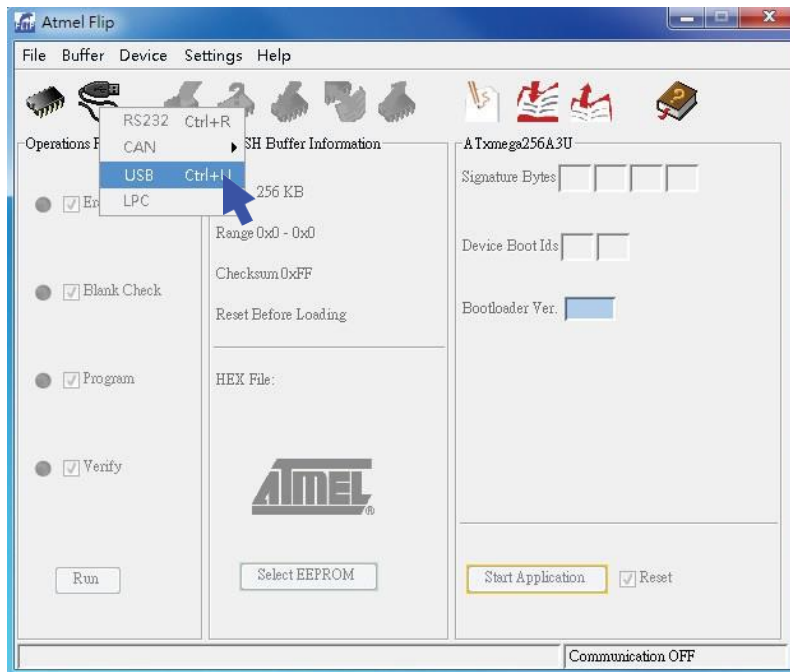 Atmel Flip
File Buffer Device Settings Help
RS232 Ctrl+R
CAN
USB Ctrl+U
LPC
Operations
SH Buffer Information
256 KB
Range 0x0 - 0x0
Checksum 0xFF
Reset Before Loading
HEX File:
ATMEL
®
Select EEPROM
Blank Check
Program
Verify
Run
ATxmega256A3U
Signature Bytes
Device Boot Ids
Bootloader Ver.
Start Application
Reset
Communication OFF